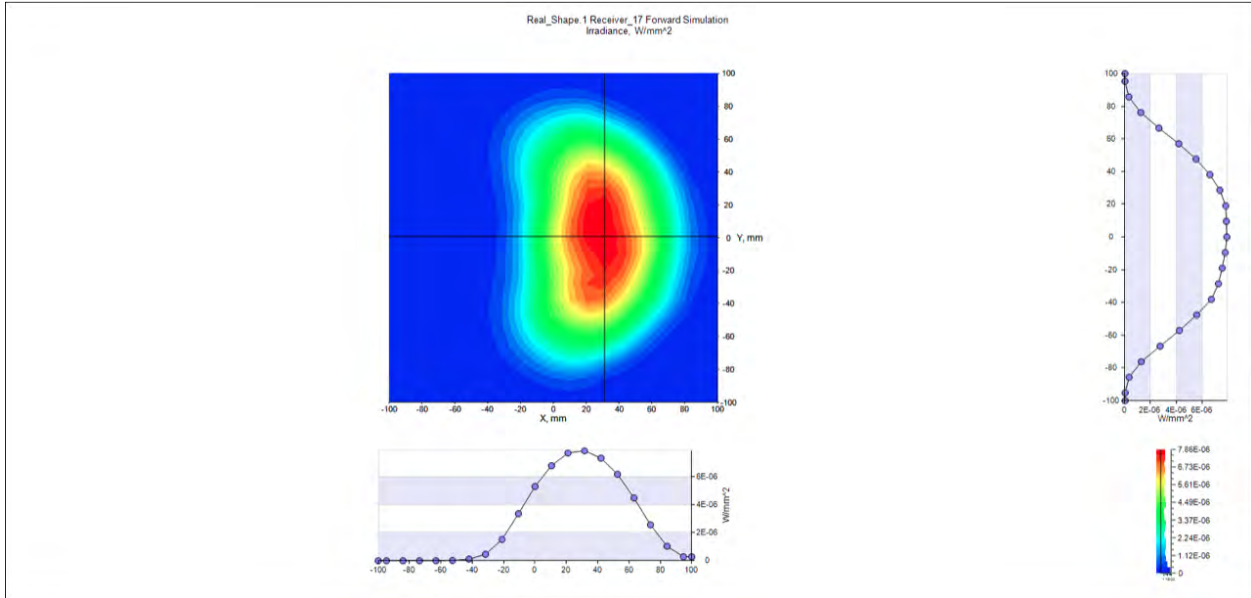 Real_Shape.1 Receiver_17 Forward Simulation
Irradiance, W/mm^2
100
80
60
40
20
0 Y, mm
-20
-40
-60
-80
-100
-100 -80 -60 -40 -20 0 20 40 60 80 100
X, mm
100
80
60
40
20
0
-20
-40
-60
-80
-100
0 2E-06 4E-06 6E-06
W/mm^2
6E-06
4E-06
2E-06
0
W/mm^2
-100 -80 -60 -40 -20 0 20 40 60 80 100
7.86E-06
6.73E-06
5.61E-06
4.49E-06
3.37E-06
2.24E-06
1.12E-06
0